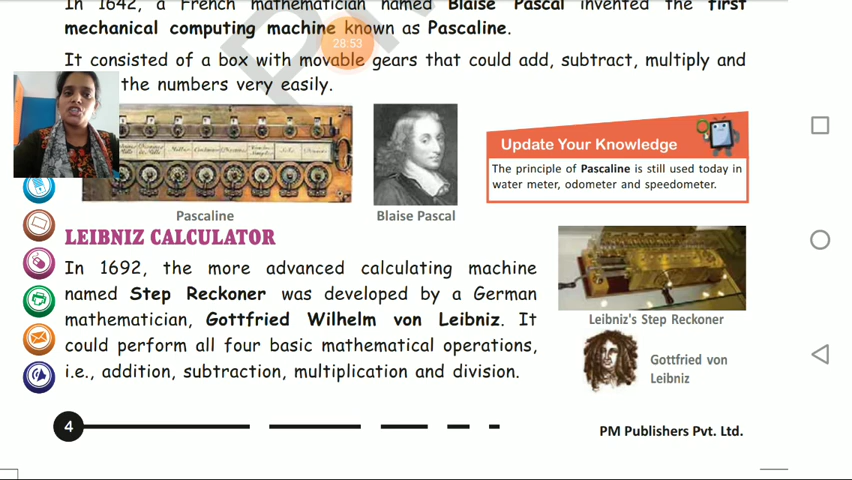 In 1642, a French mathematician named Blaise Pascal invented the first
mechanical computing machine known as Pascaline.
28:53
It consisted of a box with movable gears that could add, subtract, multiply and
the numbers very easily.
Update Your Knowledge
The principle of Pascaline is still used today in
water meter, odometer and speedometer.
Pascaline
Blaise Pascal
LEIBNIZ CALCULATOR
In 1692, the more advanced calculating machine
named Step Reckoner was developed by a German
mathematician, Gottfried Wilhelm von Leibniz. It
could perform all four basic mathematical operations,
i.e., addition, subtraction, multiplication and division.
Leibniz's Step Reckoner
Gottfried von
Leibniz
4
PM Publishers Pvt. Ltd.